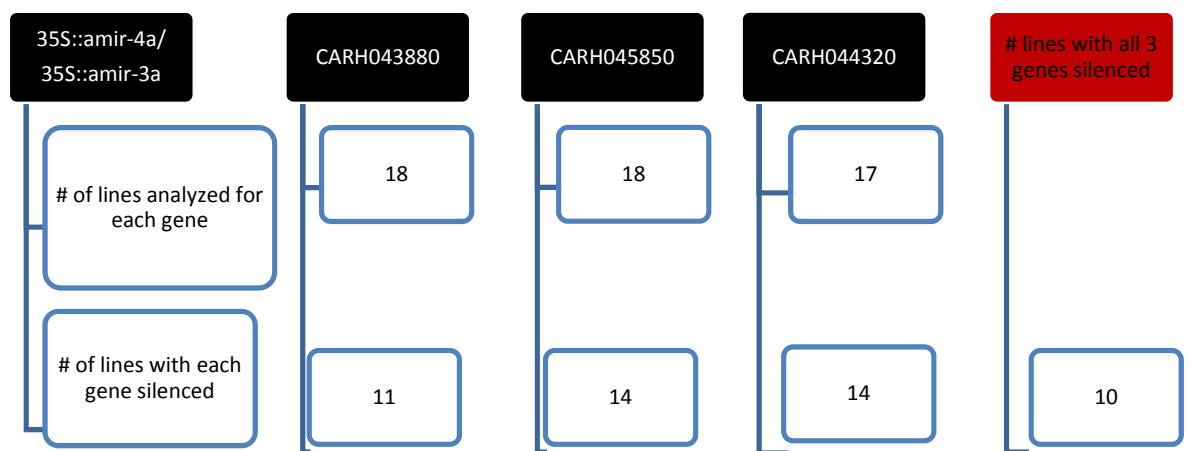 35S::amir-4a/
35S::amir-3a
CARH043880
CARH045850
CARH044320
# lines with all 3
genes silenced
# of lines analyzed for
each gene
18
18
17
# of lines with each
gene silenced
11
14
14
10